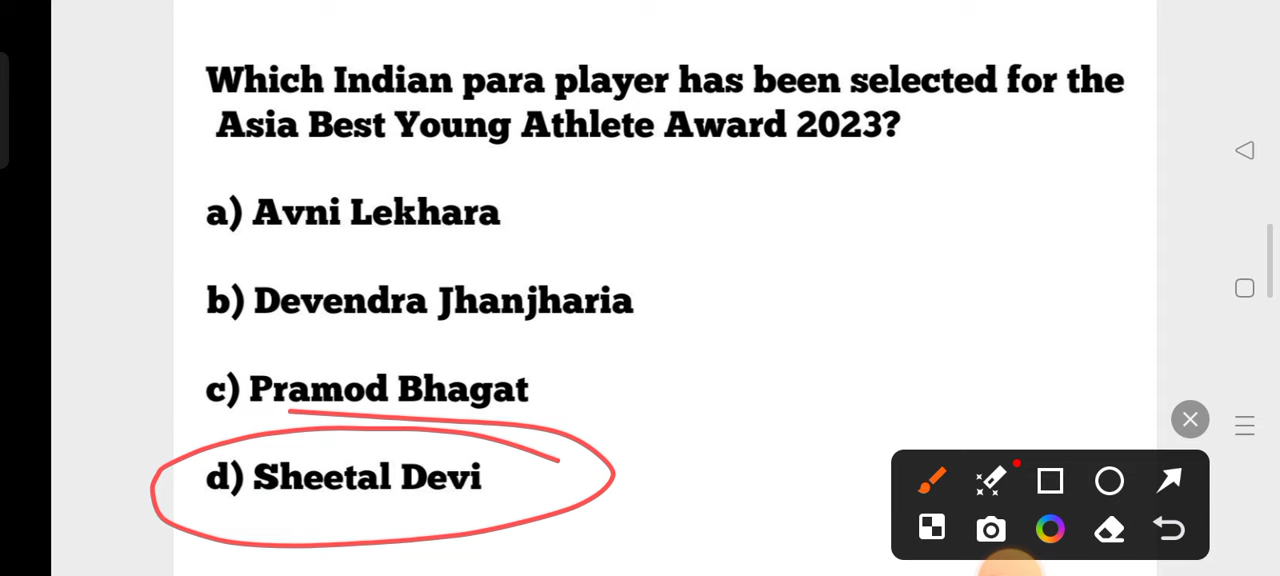 Which Indian para player has been selected for the
Asia Best Young Athlete Award 2023?
a) Avni Lekhara
b) Devendra Jhanjharia
c) Pramod Bhagat
d) Sheetal Devi